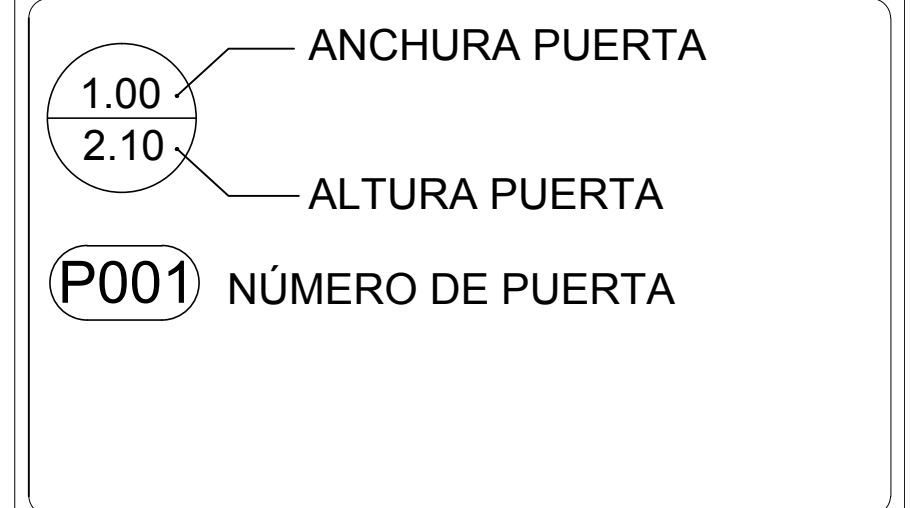 ANCHURA PUERTA
1.00
2.10
ALTURA PUERTA
P001 NÚMERO DE PUERTA